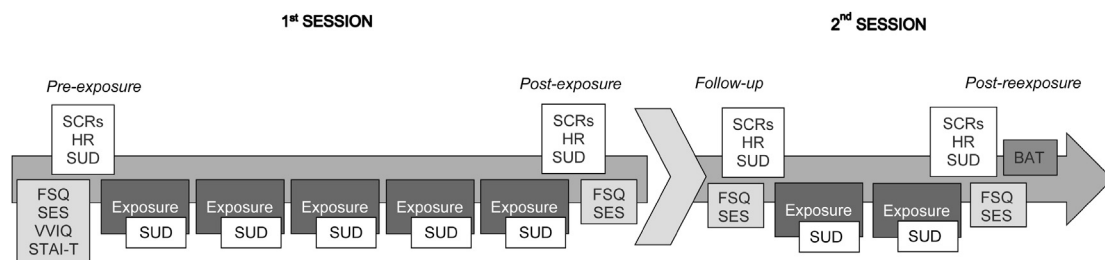 1st SESSION
2nd SESSION
Pre-exposure
Post-exposure
Follow-up
Post-reexposure
SCRs
HR
SUD
SCRs
HR
SUD
SCRs
HR
SUD
SCRs
HR
SUD
BAT
FSQ
SES
VVIQ
STAI-T
Exposure
SUD
Exposure
SUD
Exposure
SUD
Exposure
SUD
Exposure
SUD
FSQ
SES
FSQ
SES
Exposure
SUD
Exposure
SUD
FSQ
SES